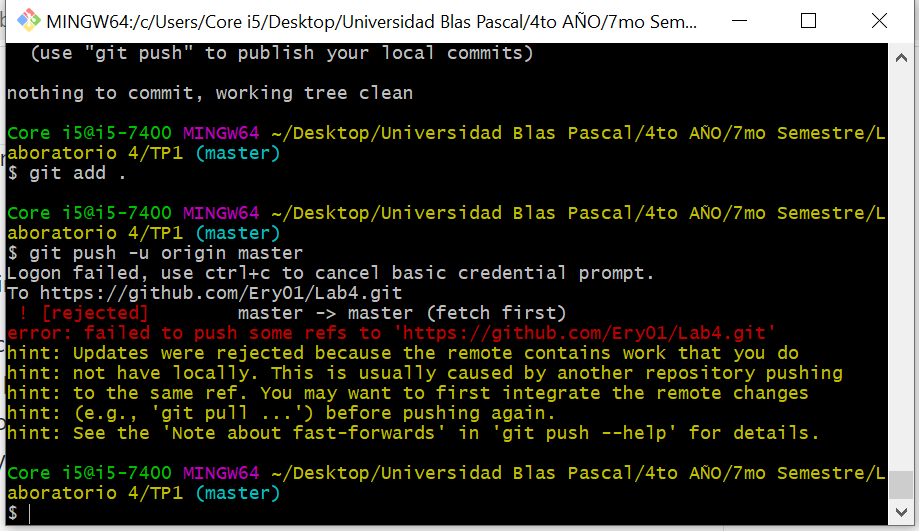 MINGW64:/c/Users/Core i5/Desktop/Universidad Blas Pascal/4to AÑO/7mo Sem...
(use "git push" to publish your local commits)
nothing to commit, working tree clean
Core i5@i5-7400 MINGW64 ~/Desktop/Universidad Blas Pascal/4to AÑO/7mo Semestre/L
aboratorio 4/TP1 (master)
$ git add .
Core i5@i5-7400 MINGW64 ~/Desktop/Universidad Blas Pascal/4to AÑO/7mo Semestre/L
aboratorio 4/TP1 (master)
$ git push -u origin master
Logon failed, use ctrl+c to cancel basic credential prompt.
To https://github.com/Ery01/Lab4.git
! [rejected]        master -> master (fetch first)
error: failed to push some refs to 'https://github.com/Ery01/Lab4.git'
hint: Updates were rejected because the remote contains work that you do
hint: not have locally. This is usually caused by another repository pushing
hint: to the same ref. You may want to first integrate the remote changes
hint: (e.g., 'git pull ...') before pushing again.
hint: See the 'Note about fast-forwards' in 'git push --help' for details.
Core i5@i5-7400 MINGW64 ~/Desktop/Universidad Blas Pascal/4to AÑO/7mo Semestre/L
aboratorio 4/TP1 (master)
$